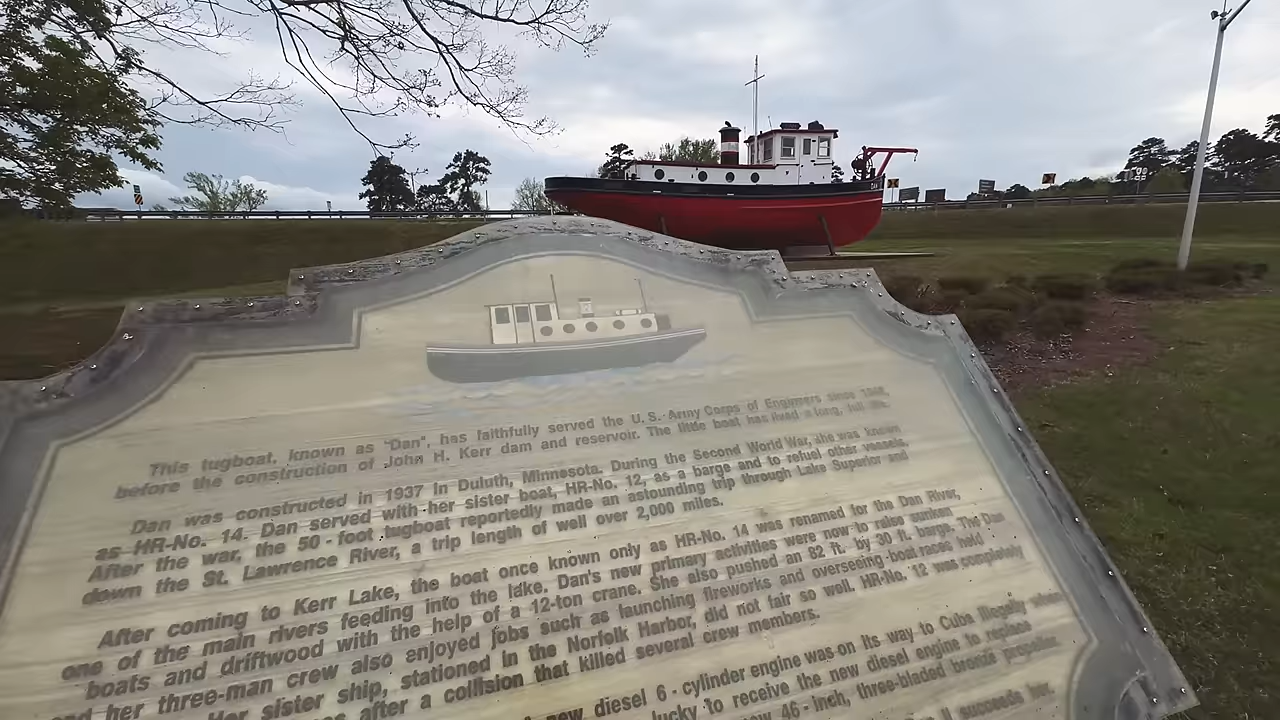 This tugboat, known as "Dan", has faithfully served the U.S. Army Corps of Engineers since
before the construction of John H. Kerr dam and reservoir. The little boat has lived a long, full life.
Dan was constructed in 1937 in Duluth, Minnesota. During the Second World War, she was known
as HR-No. 14. Dan served with her sister boat, HR-No. 12, as a barge and to refuel other vessels.
After the war, the 50-foot tugboat reportedly made an astounding trip through Lake Superior and
down the St. Lawrence River, a trip length of well over 2,000 miles.
After coming to Kerr Lake, the boat once known only as HR-No. 14 was renamed for the Dan River,
one of the main rivers feeding into the lake. Dan's new primary activities were now to raise sunken
boats and driftwood with the help of a 12-ton crane. She also pushed an 82 ft. by 30 ft. barge. The Dan
and her three-man crew also enjoyed jobs such as launching fireworks and overseeing boat races held
Her sister ship, stationed in the Norfolk Harbor, did not fair so well. HR-No. 12 was completely
after a collision that killed several crew members.
new diesel 6-cylinder engine was on its way to Cuba illegally when
lucky to receive the new diesel engine to replace
46-inch, three-bladed bronze propeller
succeeds her.